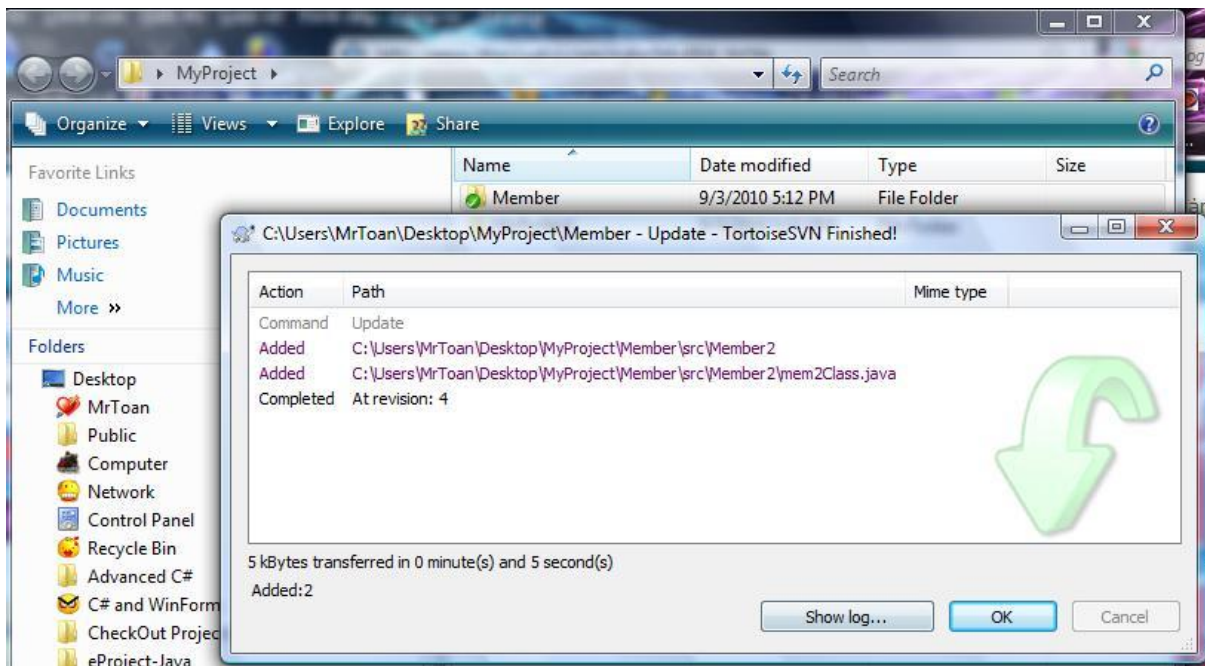 MyProject
Search
Organize Views Explore Share
Name Date modified Type Size
Favorite Links
Member 9/3/2010 5:12 PM File Folder
Documents
Pictures
Music
More »
Folders
Desktop
MrToan
Public
Computer
Network
Control Panel
Recycle Bin
Advanced C#
C# and WinForm
CheckOut Projec
eProject-Java
C:\Users\MrToan\Desktop\MyProject\Member - Update - TortoiseSVN Finished!
Action Path Mime type
Command Update
Added C:\Users\MrToan\Desktop\MyProject\Member\src\Member2
Added C:\Users\MrToan\Desktop\MyProject\Member\src\Member2\mem2Class.java
Completed At revision: 4
5 kBytes transferred in 0 minute(s) and 5 second(s)
Added:2
Show log... OK Cancel